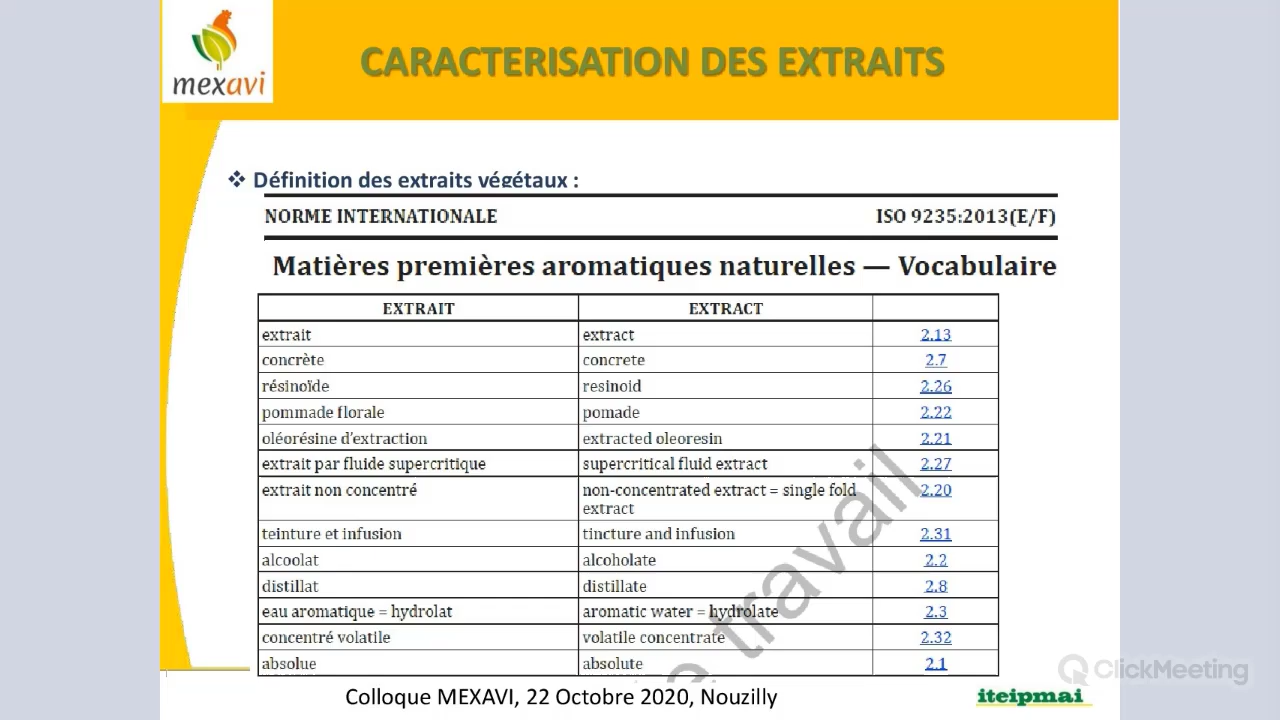 mexavi
CARACTERISATION DES EXTRAITS
❖ Définition des extraits végétaux :
NORME INTERNATIONALE ISO 9235:2013(E/F)
Matières premières aromatiques naturelles — Vocabulaire
EXTRAIT EXTRACT
extrait extract 2.13
concrète concrete 2.7
résinoïde resinoid 2.26
pommade florale pomade 2.22
oléorésine d'extraction extracted oleoresin 2.21
extrait par fluide supercritique supercritical fluid extract 2.27
extrait non concentré non-concentrated extract = single fold 2.20
extract
teinture et infusion tincture and infusion 2.31
alcoolat alcoholate 2.2
distillat distillate 2.8
eau aromatique = hydrolat aromatic water = hydrolate 2.3
concentré volatile volatile concentrate 2.32
absolue absolute 2.1
travail
ClickMeeting
Colloque MEXAVI, 22 Octobre 2020, Nouzilly
iteipmai